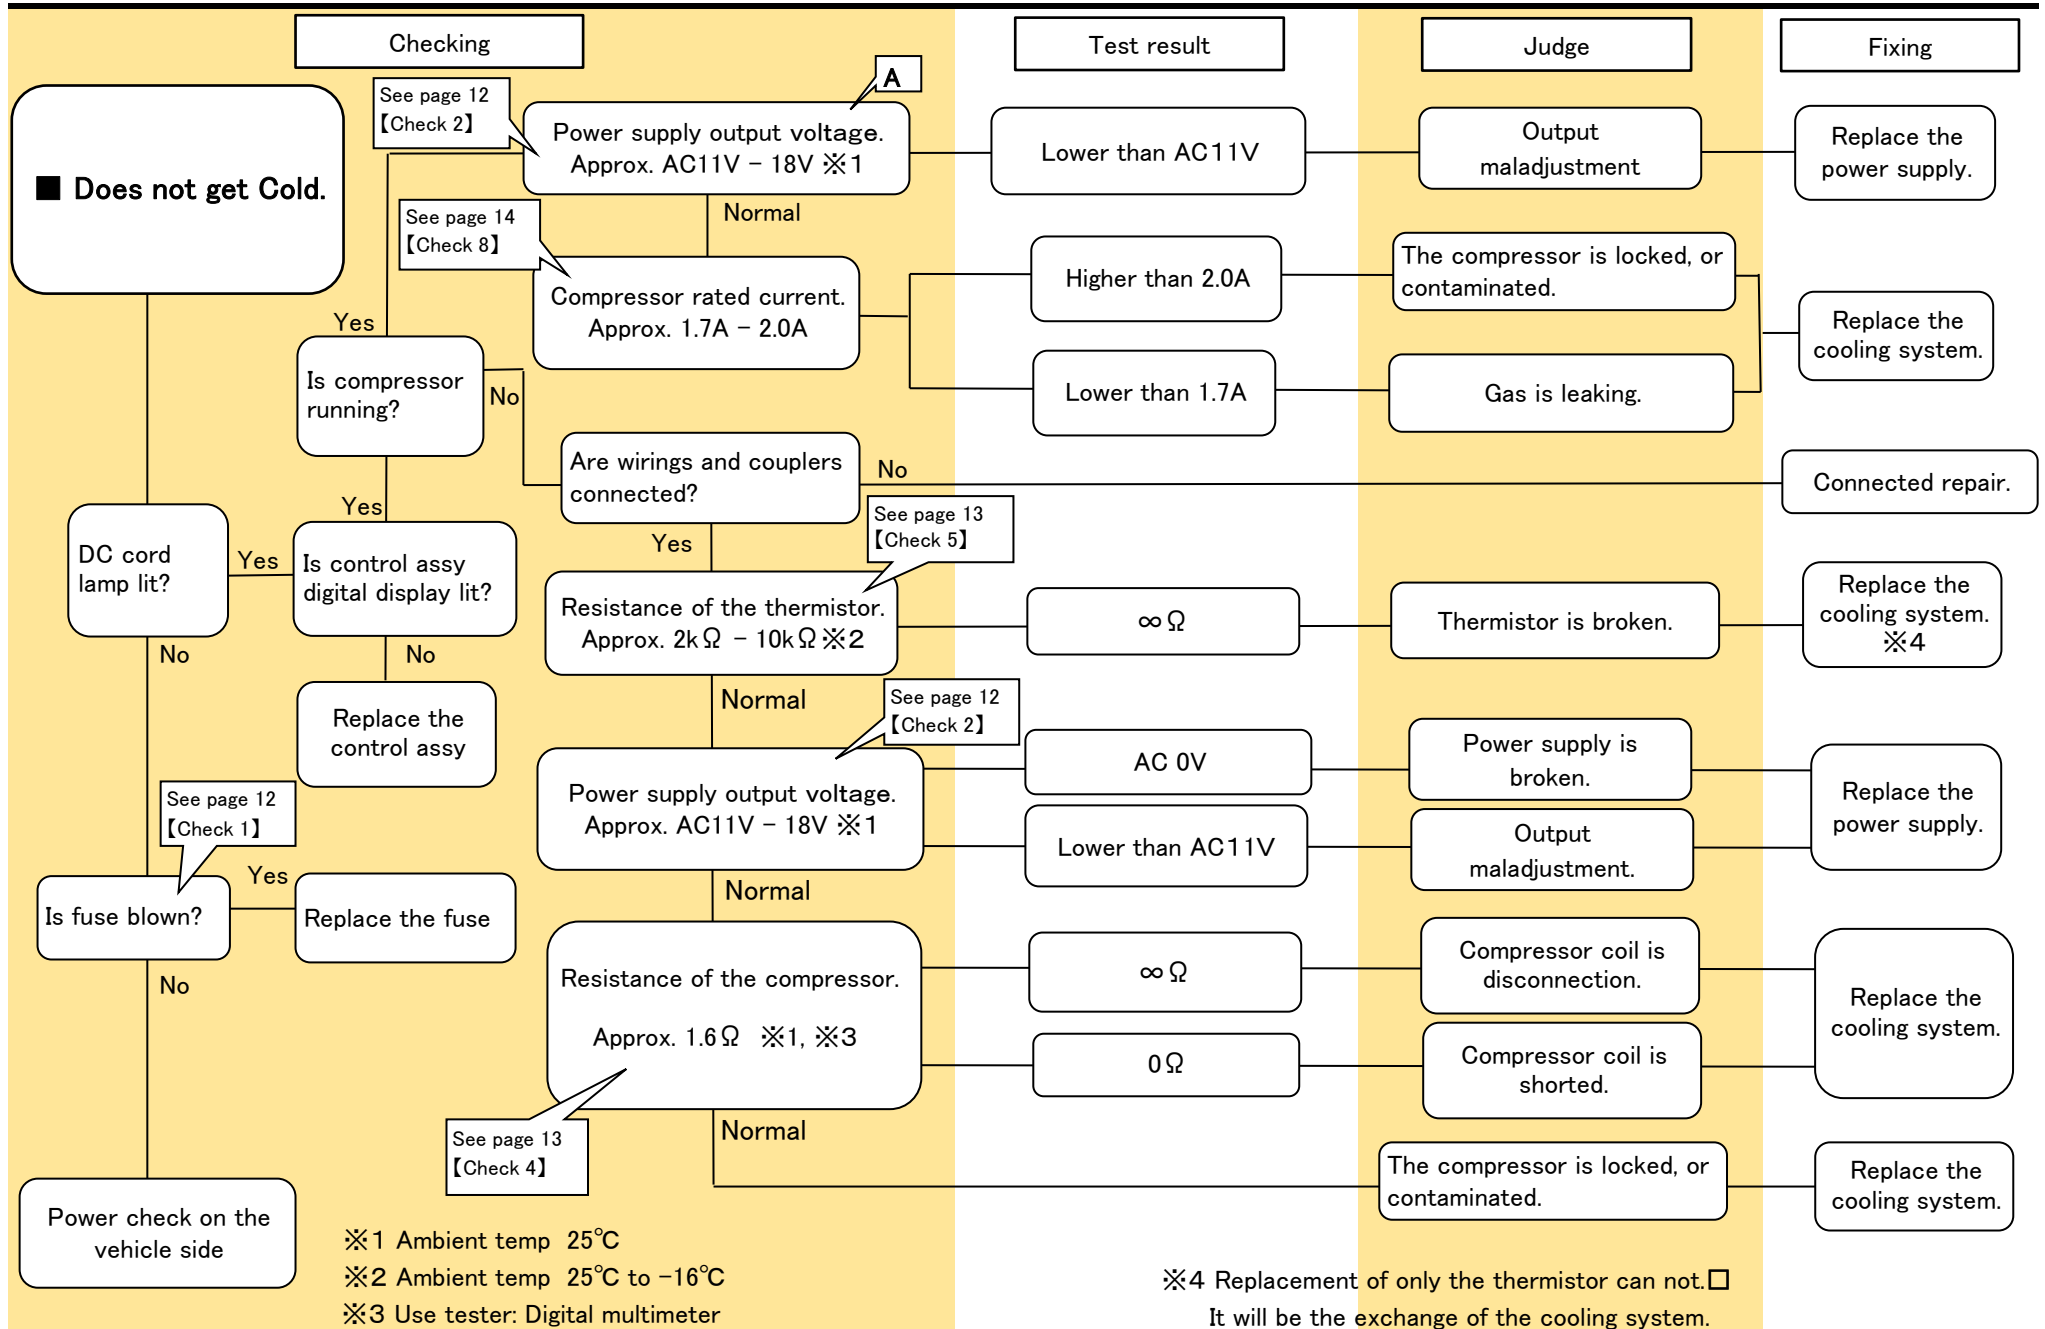 Checking
Test result
Judge
Fixing
■ Does not get Cold.
See page 12
【Check 2】
A
Power supply output voltage.
Approx. AC11V − 18V ※1
Lower than AC11V
Output
maladjustment
Replace the
power supply.
Normal
See page 14
【Check 8】
Compressor rated current.
Approx. 1.7A − 2.0A
Higher than 2.0A
The compressor is locked, or
contaminated.
Lower than 1.7A
Gas is leaking.
Replace the
cooling system.
Yes
Is compressor
running?
No
Are wirings and couplers
connected?
No
Connected repair.
Yes
DC cord
lamp lit?
Yes
Is control assy
digital display lit?
No
No
Replace the
control assy
Yes
See page 13
【Check 5】
Resistance of the thermistor.
Approx. 2kΩ − 10kΩ※2
∞Ω
Thermistor is broken.
Replace the
cooling system.
※4
Normal
See page 12
【Check 2】
Power supply output voltage.
Approx. AC11V − 18V ※1
AC 0V
Power supply is
broken.
Lower than AC11V
Output
maladjustment.
Replace the
power supply.
See page 12
【Check 1】
Is fuse blown?
Yes
Replace the fuse
No
Normal
Resistance of the compressor.
Approx. 1.6Ω ※1, ※3
∞Ω
Compressor coil is
disconnection.
0Ω
Compressor coil is
shorted.
Replace the
cooling system.
See page 13
【Check 4】
Normal
The compressor is locked, or
contaminated.
Replace the
cooling system.
Power check on the
vehicle side
※1 Ambient temp 25℃
※2 Ambient temp 25℃ to −16℃
※3 Use tester: Digital multimeter
※4 Replacement of only the thermistor can not.□
It will be the exchange of the cooling system.